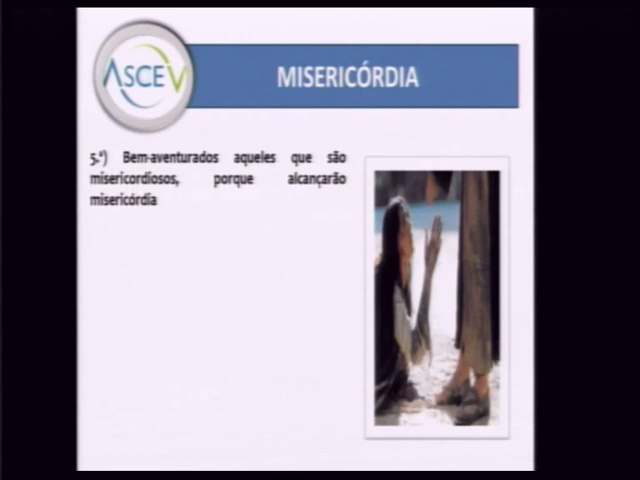 ASCEV
MISERICÓRDIA
5.ª) Bem-aventurados aqueles que são
misericordiosos, porque alcançarão
misericórdia